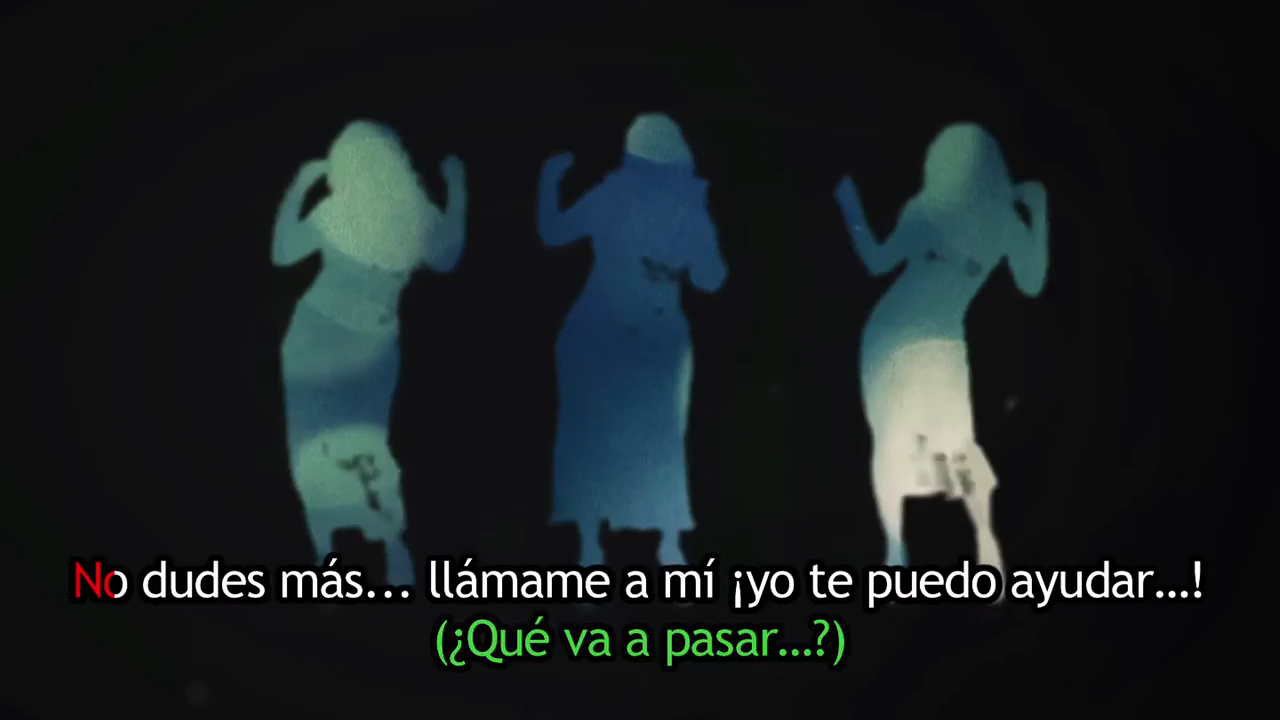 No dudes más... llámame a mí ¡yo te puedo ayudar...!
(¿Qué va a pasar...?)